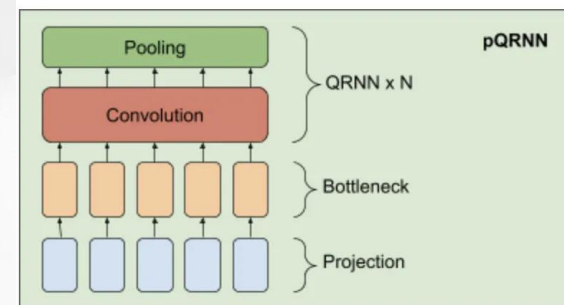 pQRNN
Pooling
QRNN x N
Convolution
Bottleneck
Projection